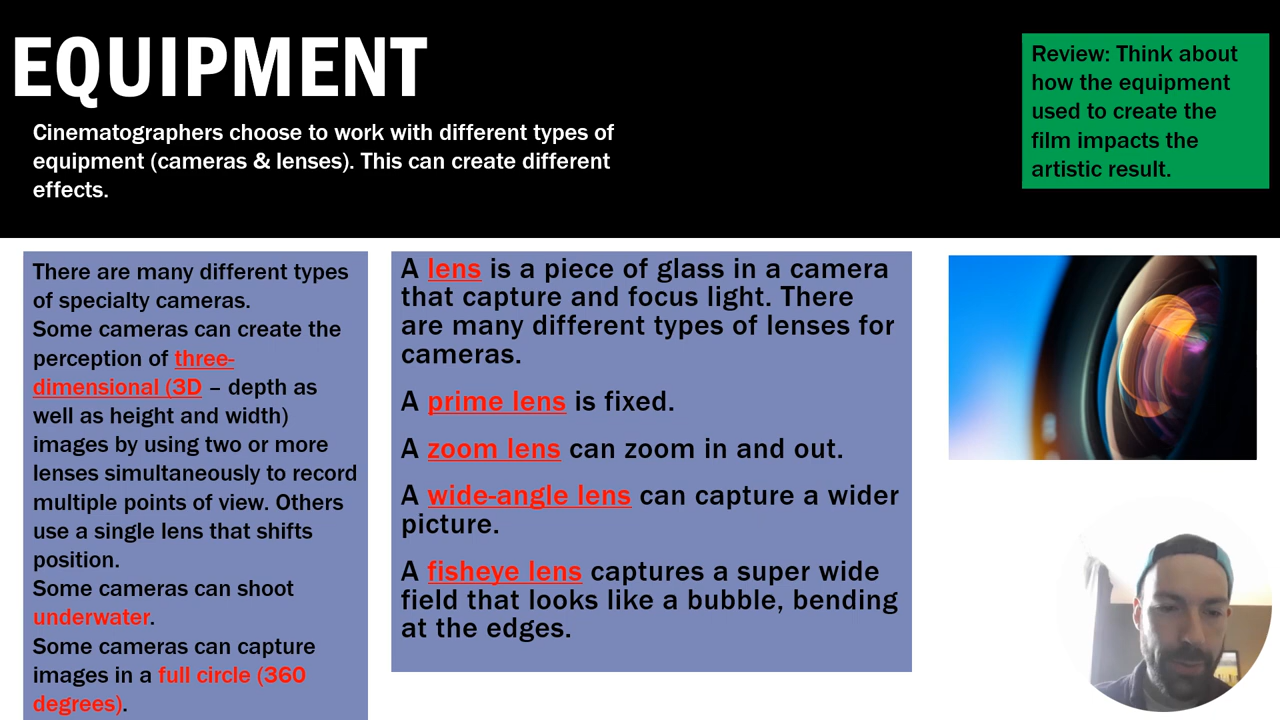 EQUIPMENT
Cinematographers choose to work with different types of
equipment (cameras & lenses). This can create different
effects.
Review: Think about
how the equipment
used to create the
film impacts the
artistic result.
There are many different types
of specialty cameras.
Some cameras can create the
perception of three-
dimensional (3D – depth as
well as height and width)
images by using two or more
lenses simultaneously to record
multiple points of view. Others
use a single lens that shifts
position.
Some cameras can shoot
underwater.
Some cameras can capture
images in a full circle (360
degrees).
A lens is a piece of glass in a camera
that capture and focus light. There
are many different types of lenses for
cameras.
A prime lens is fixed.
A zoom lens can zoom in and out.
A wide-angle lens can capture a wider
picture.
A fisheye lens captures a super wide
field that looks like a bubble, bending
at the edges.